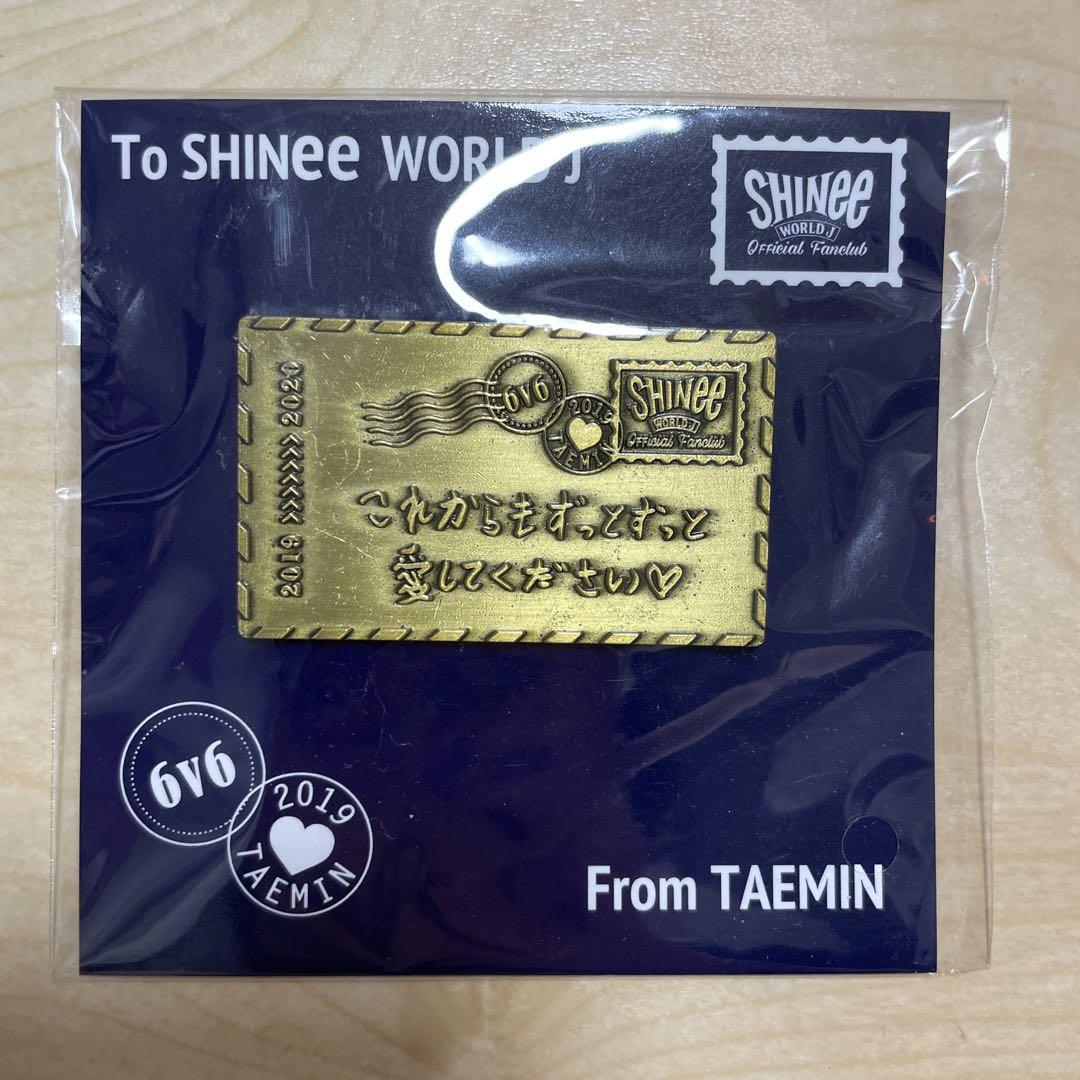 To SHINee WORLD J
SHINee
WORLD J
Official Fanclub
2019 >>>>>>> 2020
6v6
2019
TAEMIN
SHINee
WORLD J
Official Fanclub
これからもずっとずっと
愛してください♡
6v6
2019
TAEMIN
From TAEMIN